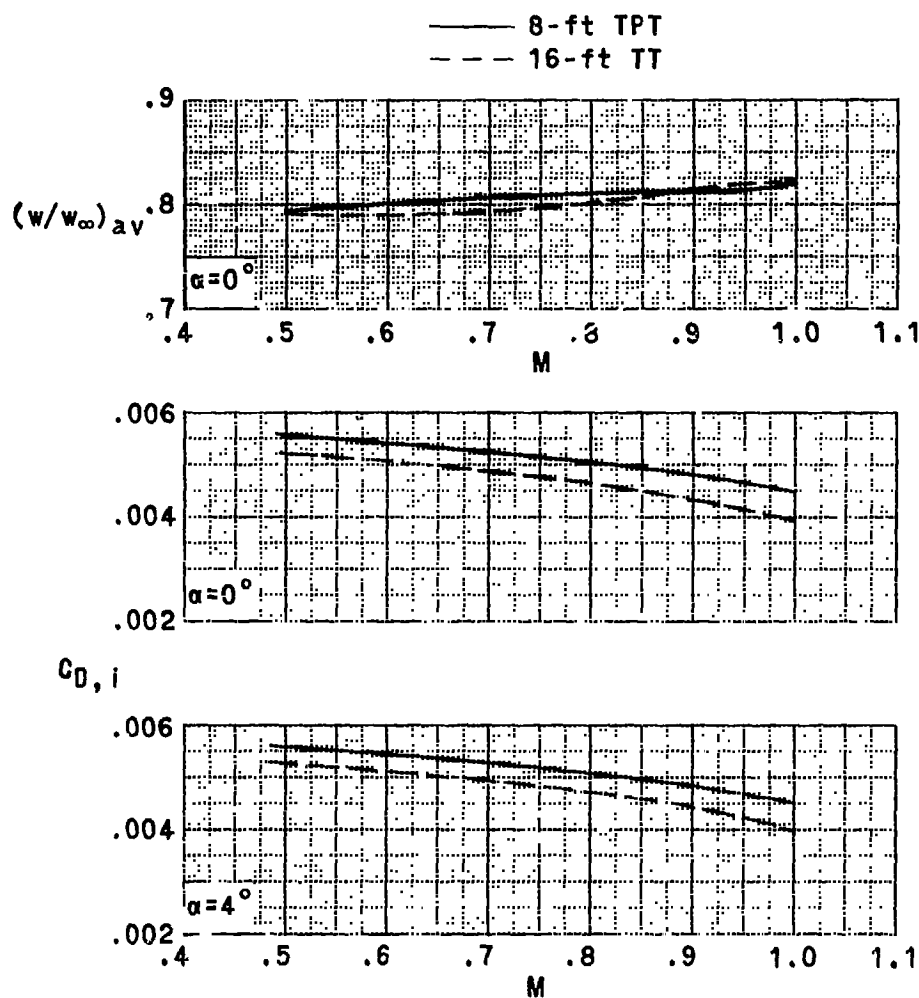 8-ft TPT
16-ft TT
.9
(w/w∞)av .8
α=0°
.7
.4 .5 .6 .7 .8 .9 1.0 1.1
M
.006
.004
α=0°
.002
CD, i
.006
.004
α=4°
.002
.4 .5 .6 .7 .8 .9 1.0 1.1
M